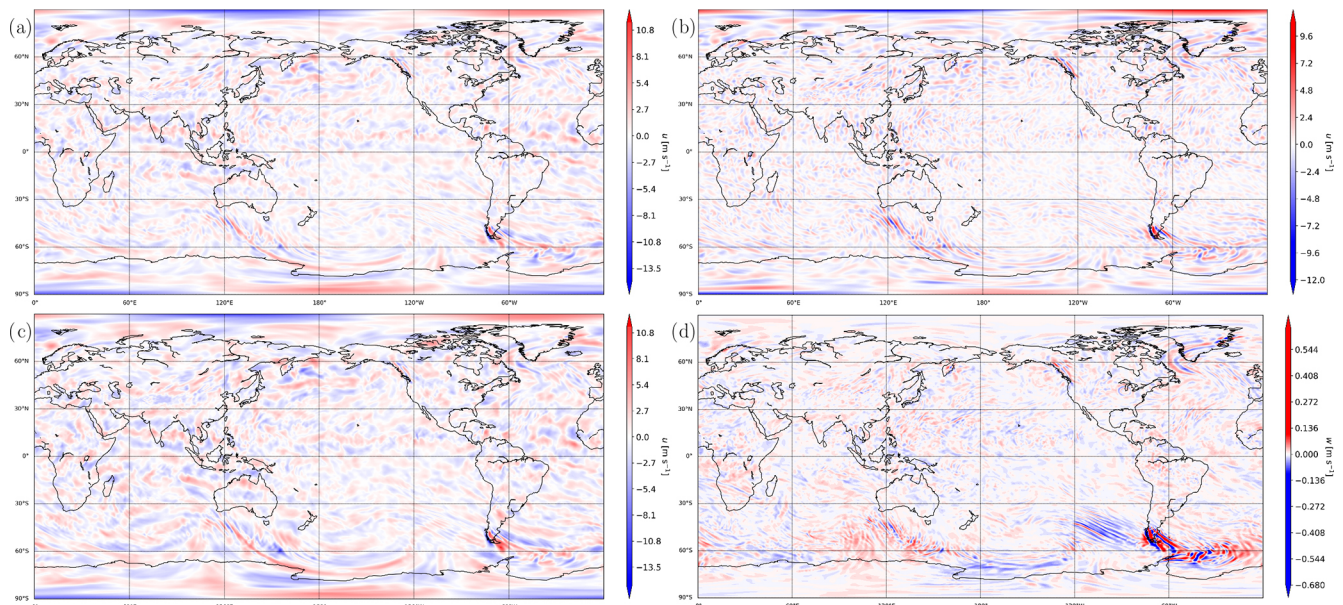 (a)
60°N
30°N
0°
30°S
60°S
90°S
0°
60°E
120°E
180°
120°W
60°W
10.8
8.1
5.4
2.7
0.0
−2.7
−5.4
−8.1
−10.8
−13.5
u [m s⁻¹]
(b)
60°N
30°N
0°
30°S
60°S
90°S
0°
60°E
120°E
180°
120°W
60°W
9.6
7.2
4.8
2.4
0.0
−2.4
−4.8
−7.2
−9.6
−12.0
u [m s⁻¹]
(c)
60°N
30°N
0°
30°S
60°S
90°S
10.8
8.1
5.4
2.7
0.0
−2.7
−5.4
−8.1
−10.8
−13.5
u [m s⁻¹]
(d)
60°N
30°N
0°
30°S
60°S
90°S
0.544
0.408
0.272
0.136
0.000
−0.136
−0.272
−0.408
−0.544
−0.680
w [m s⁻¹]